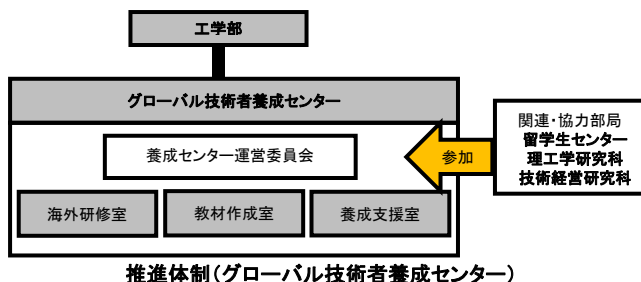 工学部
グローバル技術者養成センター
養成センター運営委員会
海外研修室
教材作成室
養成支援室
参加
関連・協力部局
留学生センター
理工学研究科
技術経営研究科
推進体制(グローバル技術者養成センター)